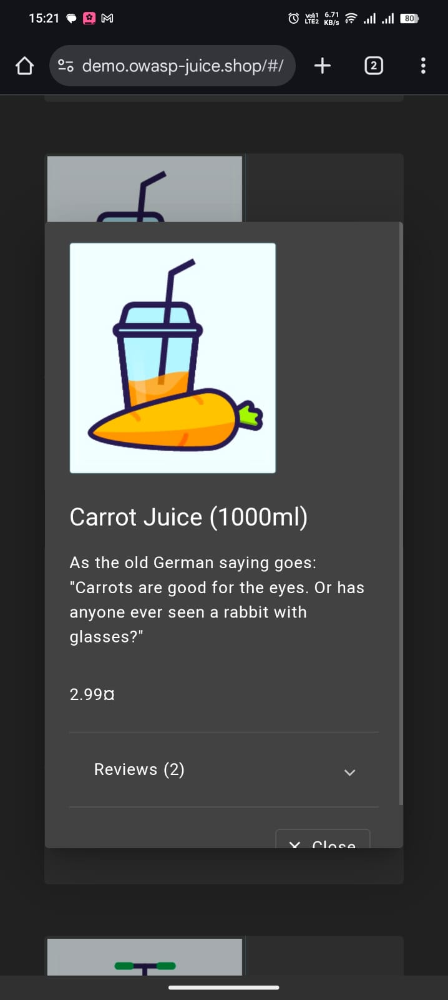 15:21 Vo)) 1 LTE2 6.71 KB/s 80
demo.owasp-juice.shop/#/ 2
Carrot Juice (1000ml)
As the old German saying goes:
"Carrots are good for the eyes. Or has
anyone ever seen a rabbit with
glasses?"
2.99¤
Reviews (2)
Close